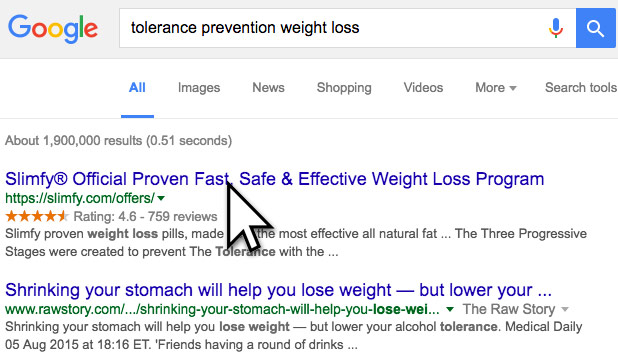 Google tolerance prevention weight loss
All Images News Shopping Videos More Search tools
About 1,900,000 results (0.51 seconds)
Slimfy® Official Proven Fast, Safe & Effective Weight Loss Program
https://slimfy.com/offers/
Rating: 4.6 - 759 reviews
Slimfy proven weight loss pills, made the most effective all natural fat ... The Three Progressive
Stages were created to prevent The Tolerance with the ...
Shrinking your stomach will help you lose weight — but lower your ...
www.rawstory.com/.../shrinking-your-stomach-will-help-you-lose-wei... The Raw Story
Shrinking your stomach will help you lose weight — but lower your alcohol tolerance. Medical Daily
05 Aug 2015 at 18:16 ET. 'Friends having a round of drinks ...